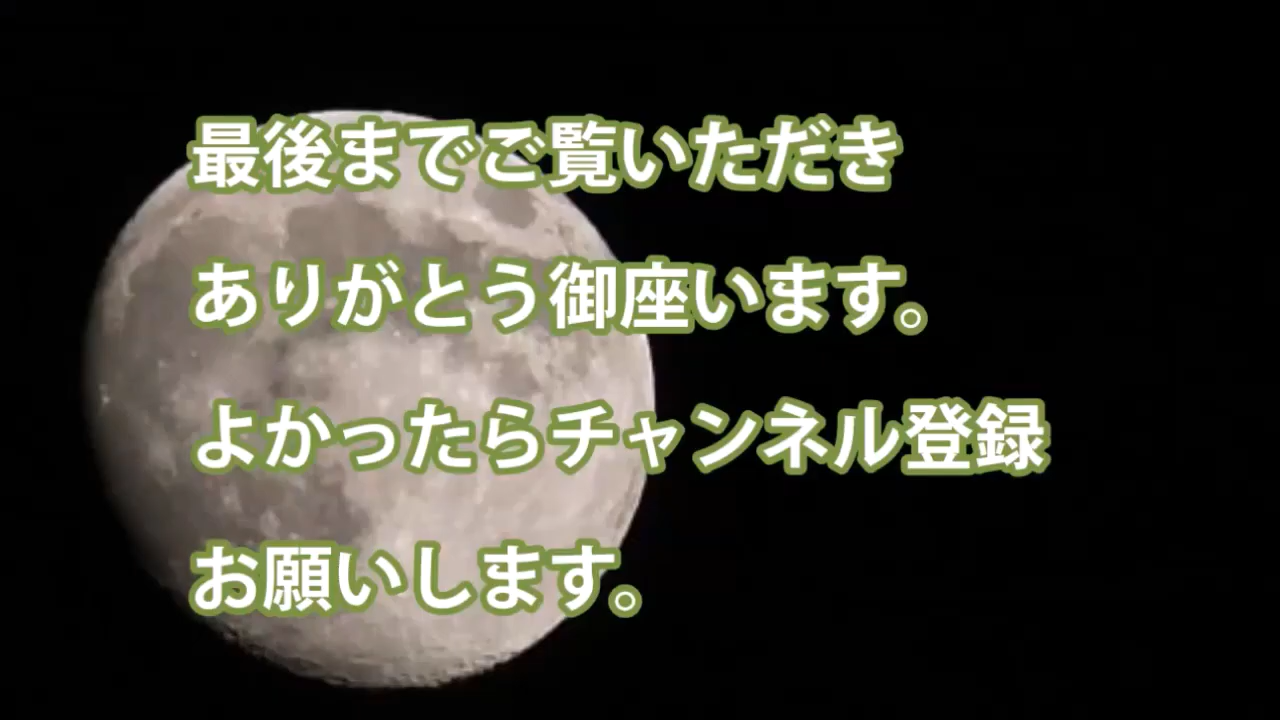 最後までご覧いただき
ありがとう御座います。
よかったらチャンネル登録
お願いします。